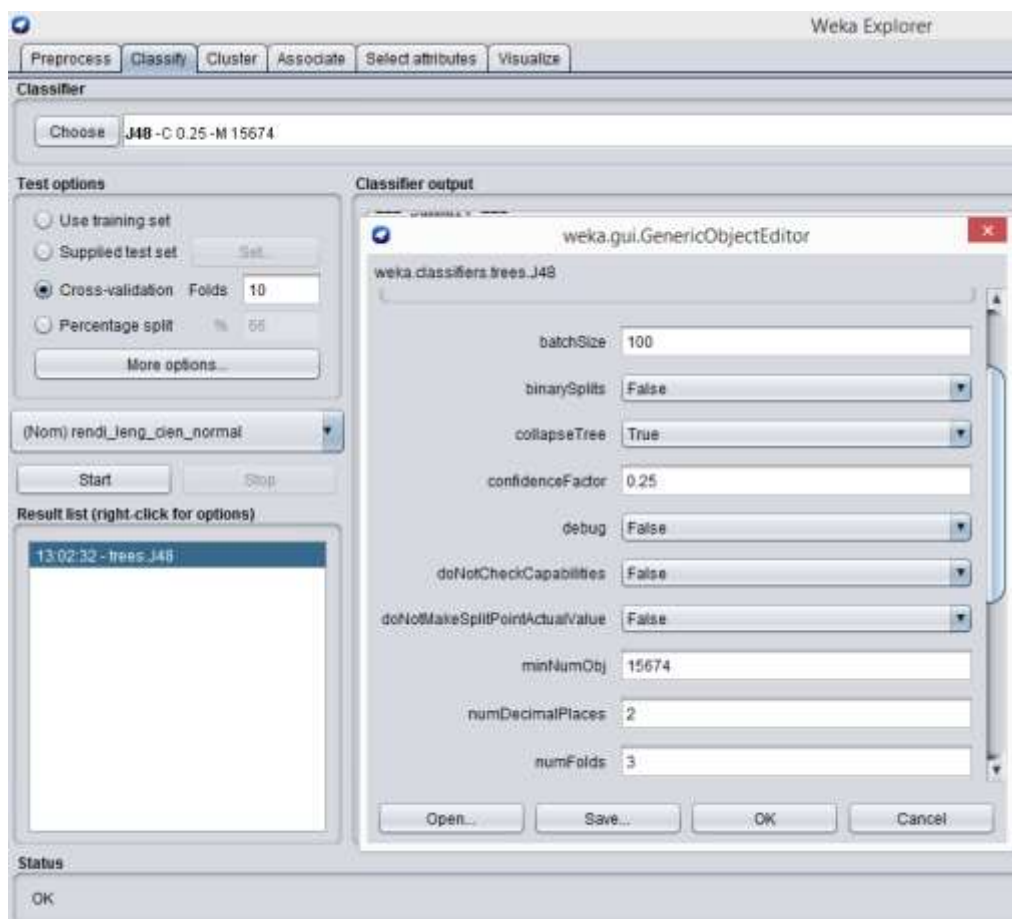 Weka Explorer
Preprocess Classify Cluster Associate Select attributes Visualize
Classifier
Choose J48 -C 0.25 -M 15674
Test options
Use training set
Supplied test set Set...
Cross-validation Folds 10
Percentage split % 66
More options...
(Nom) rendi_leng_cien_normal
Start Stop
Result list (right-click for options)
13:02:32 - trees.J48
Classifier output
weka.gui.GenericObjectEditor
weka.classifiers.trees.J48
batchSize 100
binarySplits False
collapseTree True
confidenceFactor 0.25
debug False
doNotCheckCapabilities False
doNotMakeSplitPointActualValue False
minNumObj 15674
numDecimalPlaces 2
numFolds 3
Open... Save... OK Cancel
Status
OK